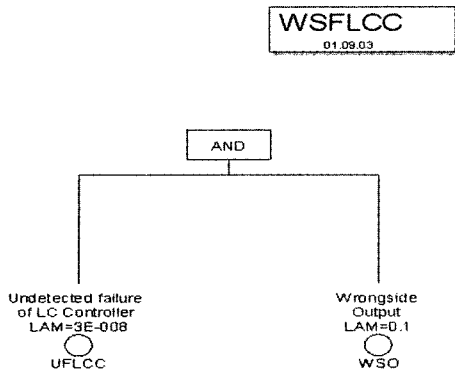 WSFLCC
01.09.03
AND
Undetected failure
of LC Controller
LAM=3E-008
UFLCC
Wrongside
Output
LAM=0.1
WSO